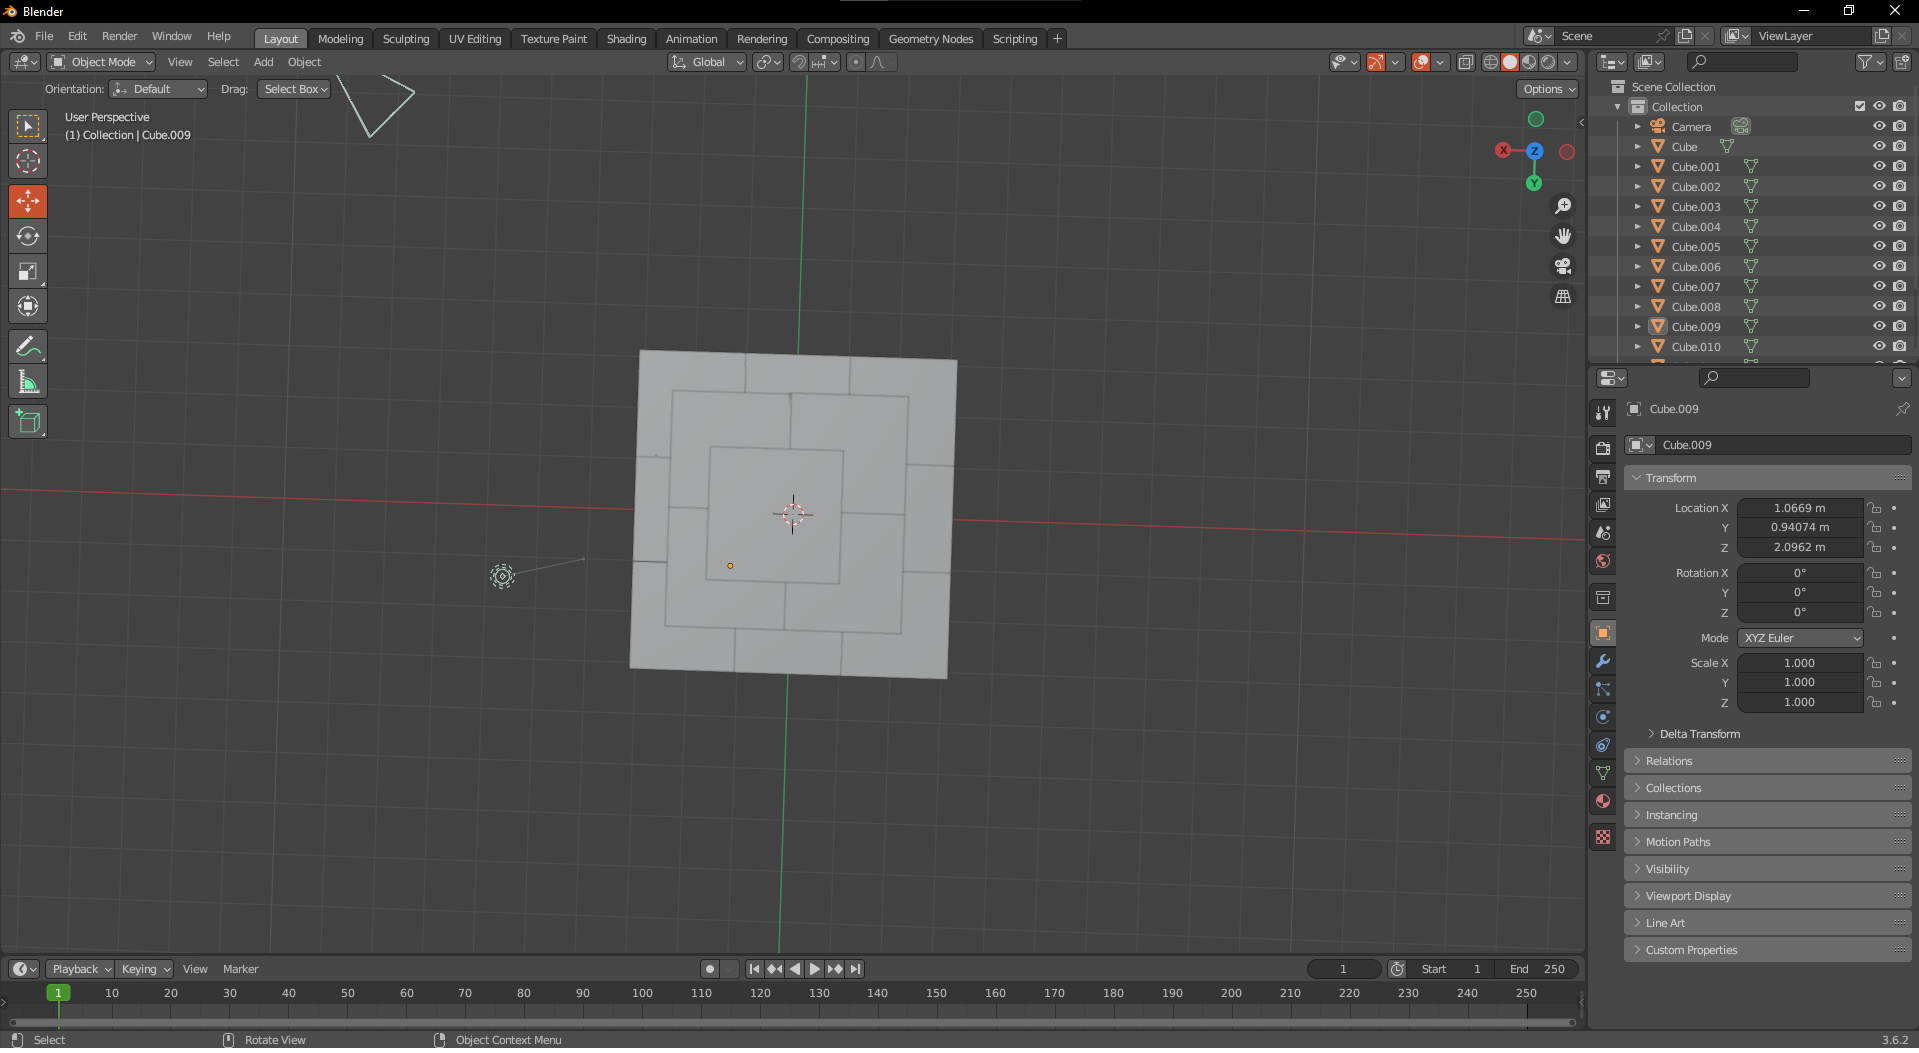 Blender
File Edit Render Window Help Layout Modeling Sculpting UV Editing Texture Paint Shading Animation Rendering Compositing Geometry Nodes Scripting + Scene ViewLayer
Object Mode View Select Add Object Global
Orientation: Default Drag: Select Box Options
User Perspective
(1) Collection | Cube.009
X Z
Y
Scene Collection
Collection
Camera
Cube
Cube.001
Cube.002
Cube.003
Cube.004
Cube.005
Cube.006
Cube.007
Cube.008
Cube.009
Cube.010
Cube.009
Cube.009
Transform
Location X 1.0669 m
Y 0.94074 m
Z 2.0962 m
Rotation X 0°
Y 0°
Z 0°
Mode XYZ Euler
Scale X 1.000
Y 1.000
Z 1.000
Delta Transform
Relations
Collections
Instancing
Motion Paths
Visibility
Viewport Display
Line Art
Custom Properties
Playback Keying View Marker 1 Start 1 End 250
1 10 20 30 40 50 60 70 80 90 100 110 120 130 140 150 160 170 180 190 200 210 220 230 240 250
Select Rotate View Object Context Menu 3.6.2